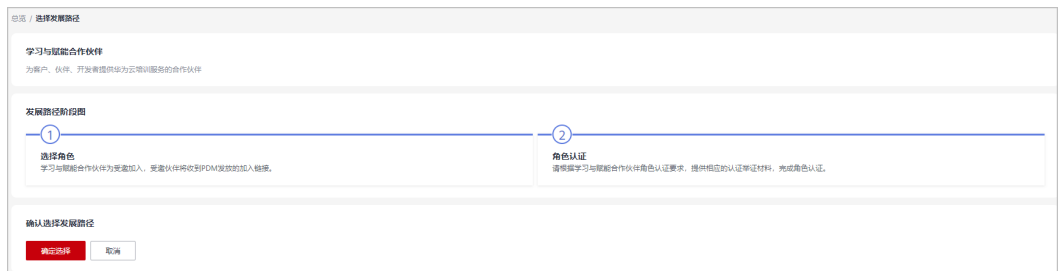 总览 / 选择发展路径
学习与赋能合作伙伴
为客户、伙伴、开发者提供华为云培训服务的合作伙伴
发展路径阶段图
1
选择角色
学习与赋能合作伙伴为受邀加入，受邀伙伴将收到PDM发放的加入链接。
2
角色认证
请根据学习与赋能合作伙伴角色认证要求，提供相应的认证举证材料，完成角色认证。
确认选择发展路径
确定选择
取消